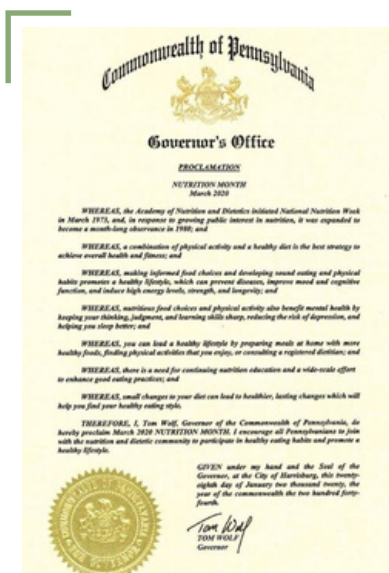 Commonwealth of Pennsylvania
Governor's Office
PROCLAMATION
NUTRITION MONTH
March 2020
WHEREAS, the Academy of Nutrition and Dietetics initiated National Nutrition Week
in March 1973, and, in response to growing public interest in nutrition, it was expanded to
become a month-long observance in 1980; and
WHEREAS, a combination of physical activity and a healthy diet is the best strategy to
achieve overall health and fitness; and
WHEREAS, making informed food choices and developing sound eating and physical
habits promotes a healthy lifestyle, which can prevent diseases, improve mood and cognitive
function, and induce high energy levels, strength, and longevity; and
WHEREAS, nutritious food choices and physical activity also benefit mental health by
keeping your thinking, judgment, and learning skills sharp, reducing the risk of depression, and
helping you sleep better; and
WHEREAS, you can lead a healthy lifestyle by preparing meals at home with more
healthy foods, finding physical activities that you enjoy, or consulting a registered dietitian; and
WHEREAS, there is a need for continuing nutrition education and a wide-scale effort
to enhance good eating practices; and
WHEREAS, small changes to your diet can lead to healthier, lasting changes which will
help you find your healthy eating style.
THEREFORE, I, Tom Wolf, Governor of the Commonwealth of Pennsylvania, do
hereby proclaim March 2020 NUTRITION MONTH. I encourage all Pennsylvanians to join
with the nutrition and dietetic community to participate in healthy eating habits and promote a
healthy lifestyle.
GIVEN under my hand and the Seal of the
Governor, at the City of Harrisburg, this twenty-
eighth day of January two thousand twenty, the
year of the commonwealth the two hundred forty-
fourth.
Tom Wolf
TOM WOLF
Governor